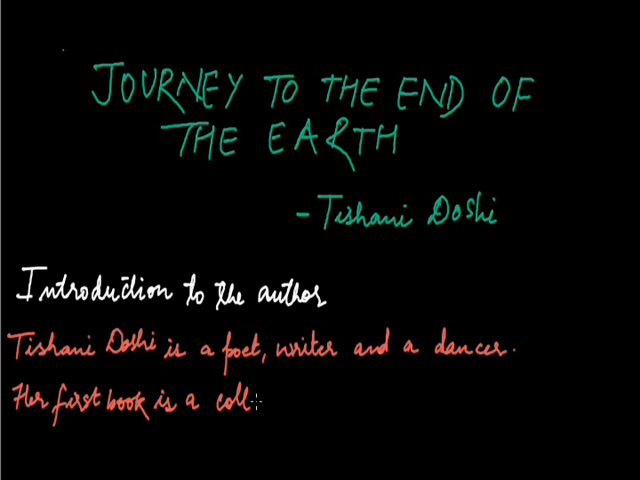 JOURNEY TO THE END OF
THE EARTH
- Tishani Doshi
Introduction to the author
Tishani Doshi is a poet, writer and a dancer.
Her first book is a coll